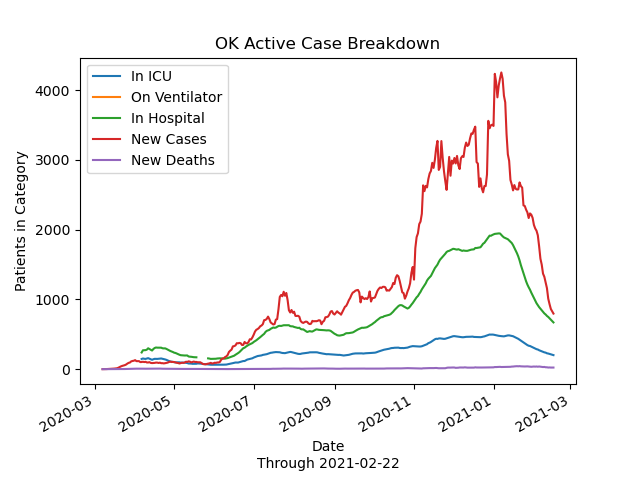 OK Active Case Breakdown
In ICU
On Ventilator
In Hospital
New Cases
New Deaths
Patients in Category
4000
3000
2000
1000
0
2020-03
2020-05
2020-07
2020-09
2020-11
2021-01
2021-03
Date
Through 2021-02-22